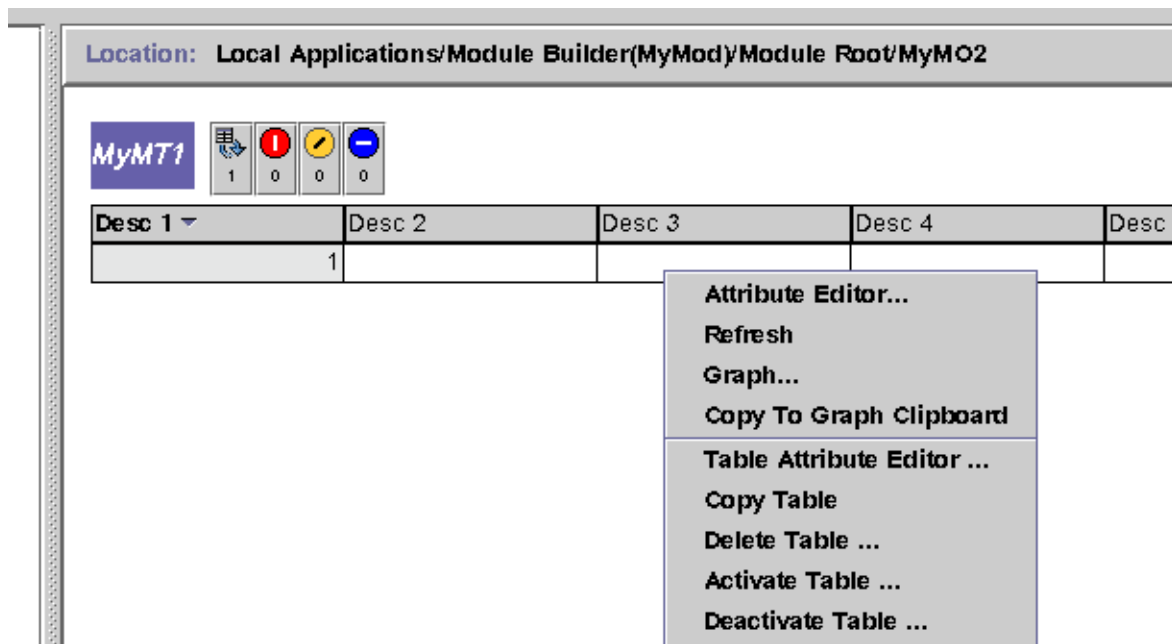 Location: Local Applications/Module Builder(MyMod)/Module Root/MyMO2
MyMT1
1 0 0 0
Desc 1 Desc 2 Desc 3 Desc 4 Desc
1
Attribute Editor...
Refresh
Graph...
Copy To Graph Clipboard
Table Attribute Editor ...
Copy Table
Delete Table ...
Activate Table ...
Deactivate Table ...